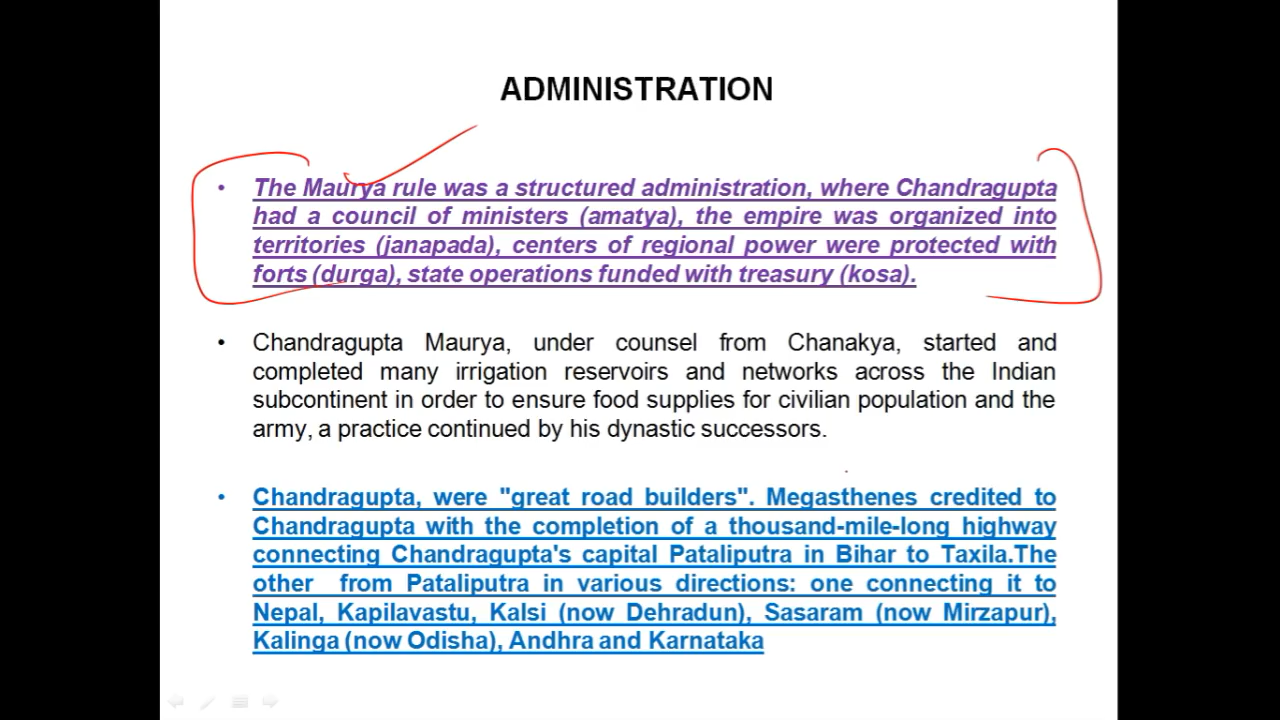 ADMINISTRATION
• The Maurya rule was a structured administration, where Chandragupta
had a council of ministers (amatya), the empire was organized into
territories (janapada), centers of regional power were protected with
forts (durga), state operations funded with treasury (kosa).
• Chandragupta Maurya, under counsel from Chanakya, started and
completed many irrigation reservoirs and networks across the Indian
subcontinent in order to ensure food supplies for civilian population and the
army, a practice continued by his dynastic successors.
• Chandragupta, were "great road builders". Megasthenes credited to
Chandragupta with the completion of a thousand-mile-long highway
connecting Chandragupta's capital Pataliputra in Bihar to Taxila.The
other from Pataliputra in various directions: one connecting it to
Nepal, Kapilavastu, Kalsi (now Dehradun), Sasaram (now Mirzapur),
Kalinga (now Odisha), Andhra and Karnataka